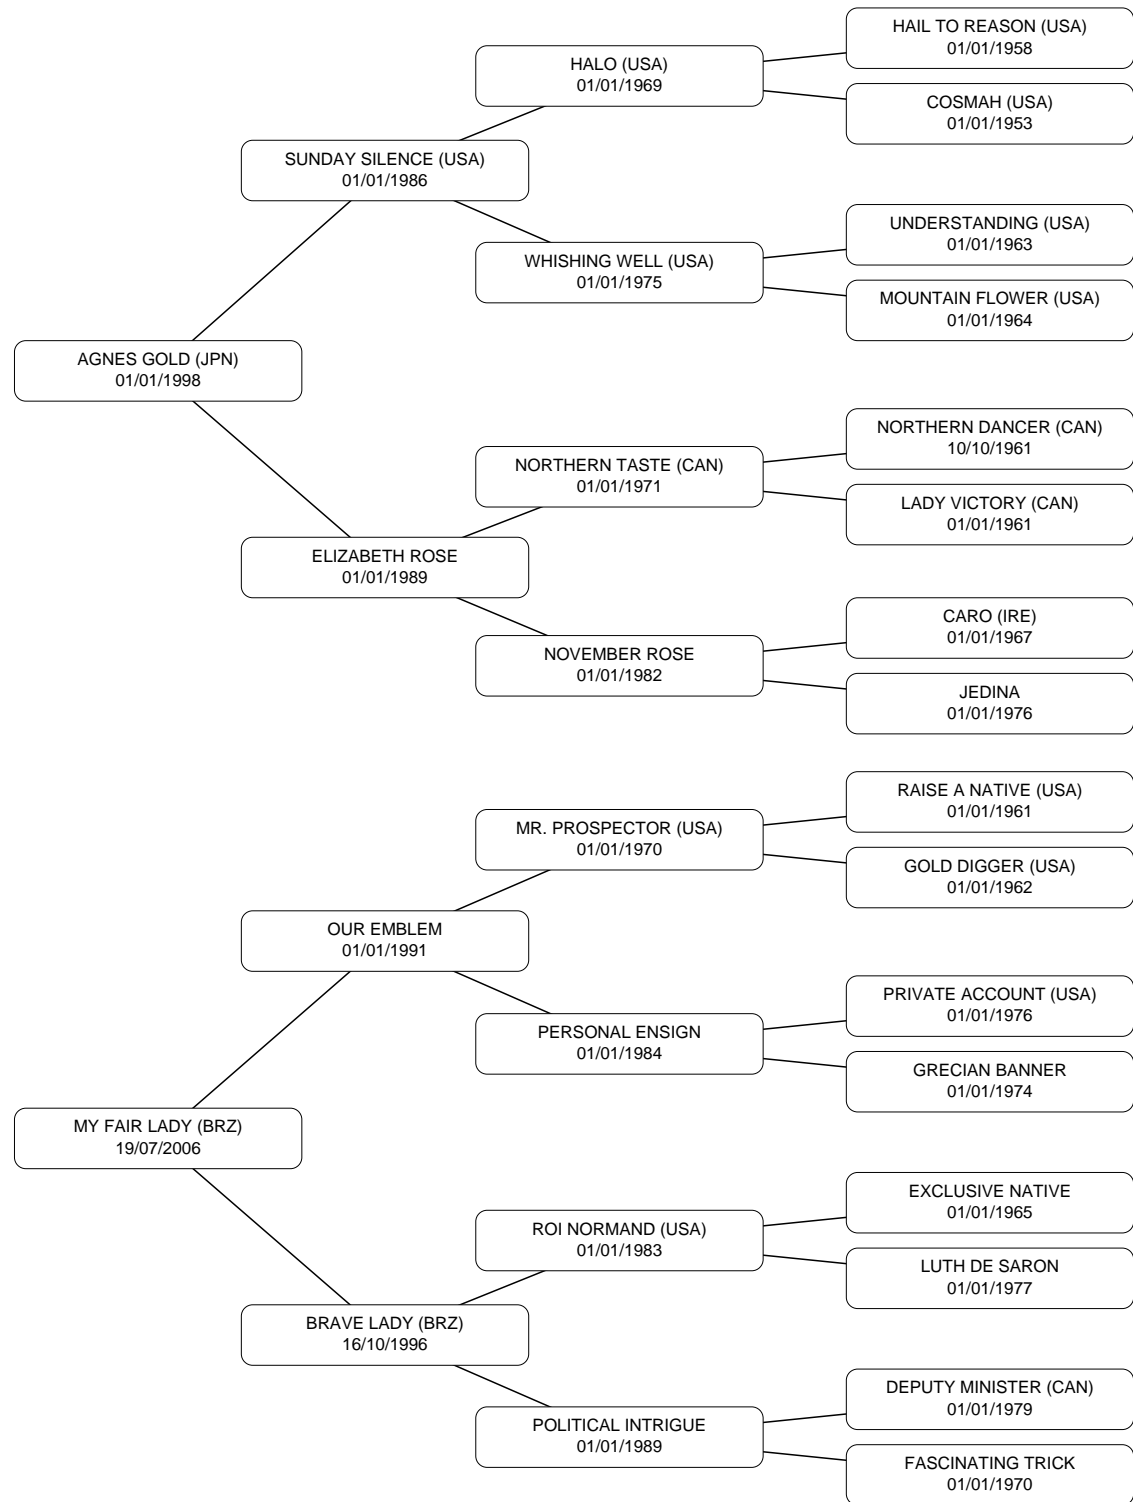 HAIL TO REASON (USA)
01/01/1958
HALO (USA)
01/01/1969
COSMAH (USA)
01/01/1953
SUNDAY SILENCE (USA)
01/01/1986
UNDERSTANDING (USA)
01/01/1963
WHISHING WELL (USA)
01/01/1975
MOUNTAIN FLOWER (USA)
01/01/1964
AGNES GOLD (JPN)
01/01/1998
NORTHERN DANCER (CAN)
10/10/1961
NORTHERN TASTE (CAN)
01/01/1971
LADY VICTORY (CAN)
01/01/1961
ELIZABETH ROSE
01/01/1989
CARO (IRE)
01/01/1967
NOVEMBER ROSE
01/01/1982
JEDINA
01/01/1976
RAISE A NATIVE (USA)
01/01/1961
MR. PROSPECTOR (USA)
01/01/1970
GOLD DIGGER (USA)
01/01/1962
OUR EMBLEM
01/01/1991
PRIVATE ACCOUNT (USA)
01/01/1976
PERSONAL ENSIGN
01/01/1984
GRECIAN BANNER
01/01/1974
MY FAIR LADY (BRZ)
19/07/2006
EXCLUSIVE NATIVE
01/01/1965
ROI NORMAND (USA)
01/01/1983
LUTH DE SARON
01/01/1977
BRAVE LADY (BRZ)
16/10/1996
DEPUTY MINISTER (CAN)
01/01/1979
POLITICAL INTRIGUE
01/01/1989
FASCINATING TRICK
01/01/1970